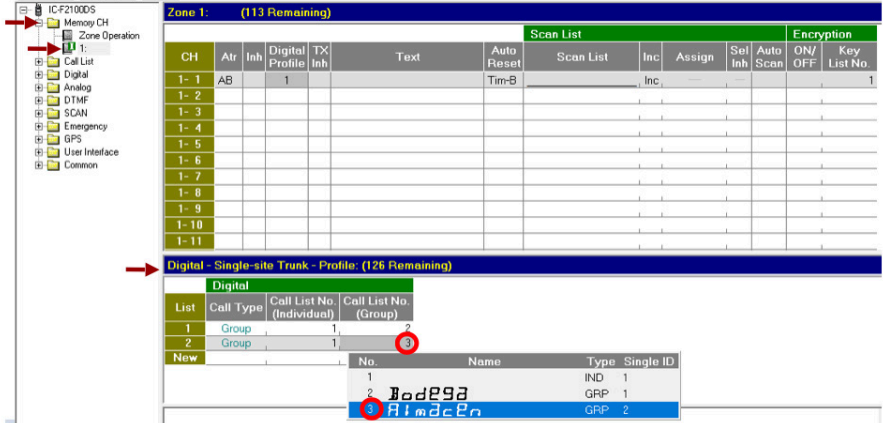 IC-F2100DS
Memory CH
Zone Operation
1:
Call List
Digital
Analog
DTMF
SCAN
Emergency
GPS
User Interface
Common
Zone 1: (113 Remaining)
Scan List Encryption
CH Atr Inh Digital Profile TX Inh Text Auto Reset Scan List Inc Assign Sel Inh Auto Scan ON/OFF Key List No.
1- 1 AB 1 Tim-B Inc 1
1- 2
1- 3
1- 4
1- 5
1- 6
1- 7
1- 8
1- 9
1- 10
1- 11
Digital - Single-site Trunk - Profile: (126 Remaining)
Digital
List Call Type Call List No. (Individual) Call List No. (Group)
1 Group 1 2
2 Group 1 3
New
No. Name Type Single ID
1 IND 1
2 Bodega GRP 1
3 Almacen GRP 2